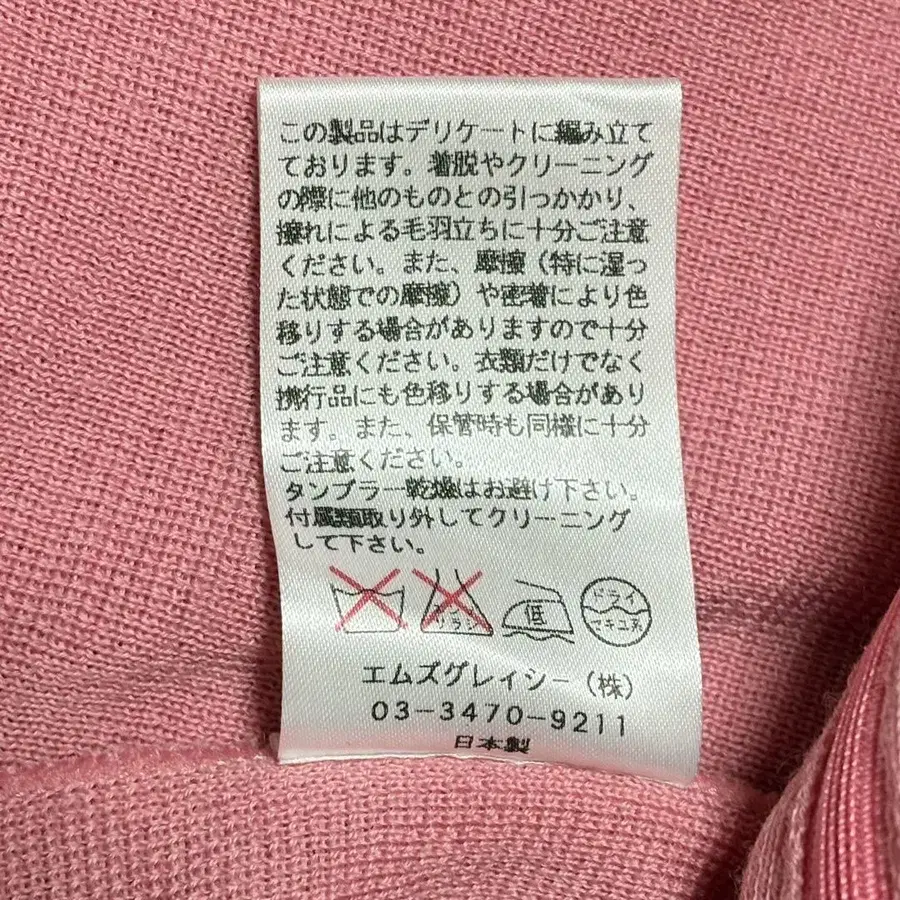 この製品はデリケートに編み立て
ております。着脱やクリーニング
の際に他のものとの引っかかり、
擦れによる毛羽立ちに十分ご注意
ください。また、摩擦（特に湿っ
た状態での摩擦）や密着により色
移りする場合がありますので十分
ご注意ください。衣類だけでなく
携行品にも色移りする場合があり
ます。また、保管時も同様に十分
ご注意ください。
タンブラー乾燥はお避け下さい。
付属類取り外してクリーニング
して下さい。
エンソサラシ
低
ドライ
セキユ系
エムズグレイシー（株）
03-3470-9211
日本製